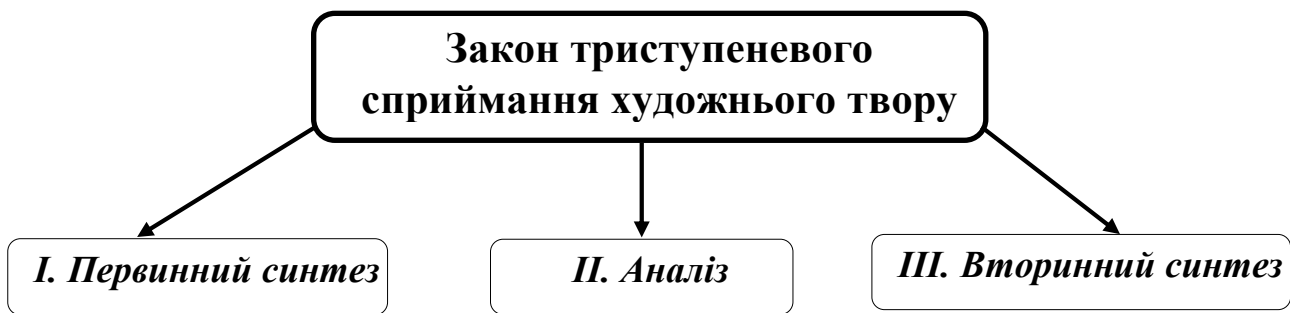 Закон триступеневого
сприймання художнього твору
I. Первинний синтез
II. Аналіз
III. Вторинний синтез